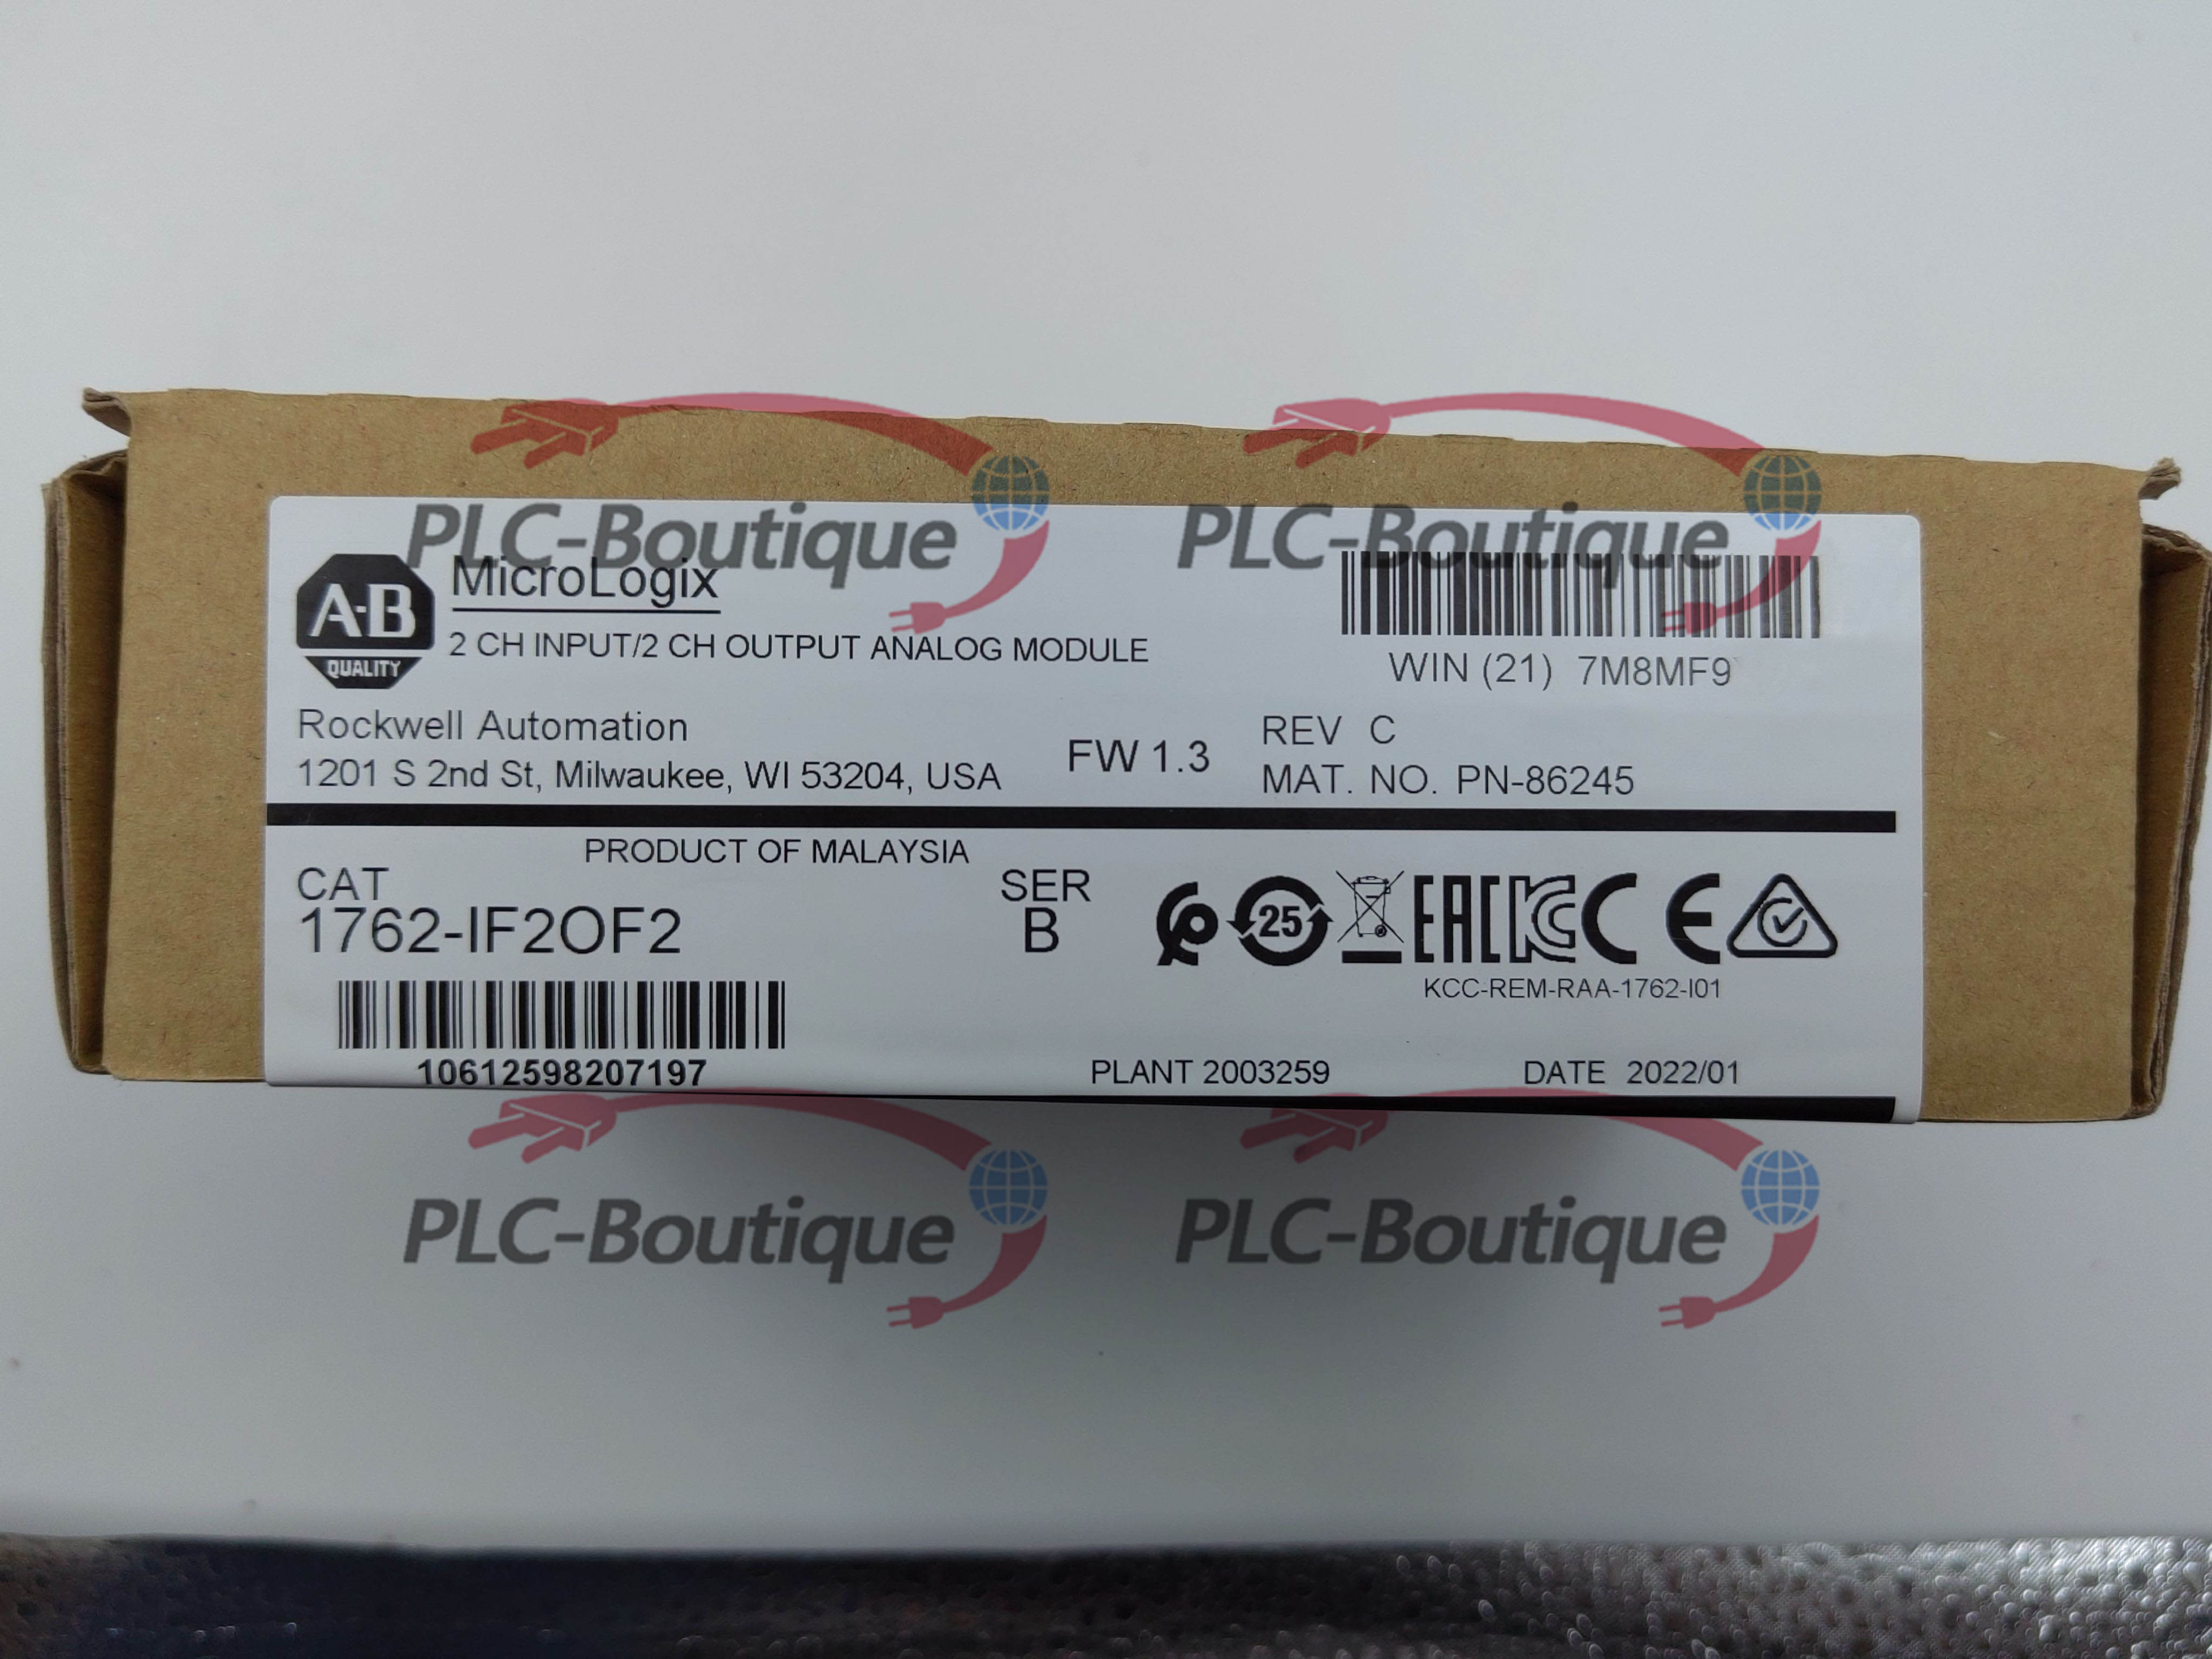 PLC-Boutique
PLC-Boutique
A-B
QUALITY
MicroLogix
2 CH INPUT/2 CH OUTPUT ANALOG MODULE
WIN (21) 7M8MF9
Rockwell Automation
1201 S 2nd St, Milwaukee, WI 53204, USA
FW 1.3
REV C
MAT. NO. PN-86245
PRODUCT OF MALAYSIA
CAT
1762-IF2OF2
SER
B
25
EAC
KC
CE
KCC-REM-RAA-1762-I01
10612598207197
PLANT 2003259
DATE 2022/01
PLC-Boutique
PLC-Boutique